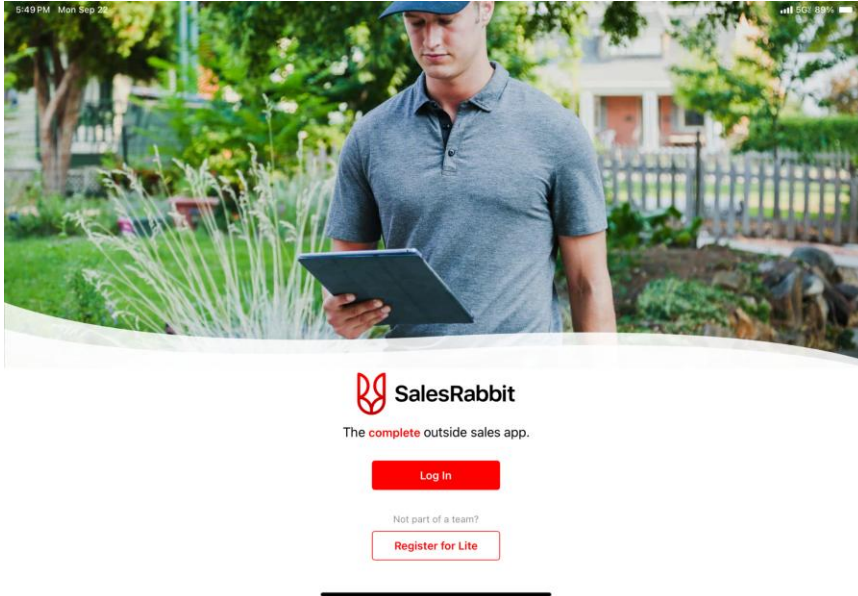 5:49 PM Mon Sep 22
5G 89%
SalesRabbit
The complete outside sales app.
Log In
Not part of a team?
Register for Lite